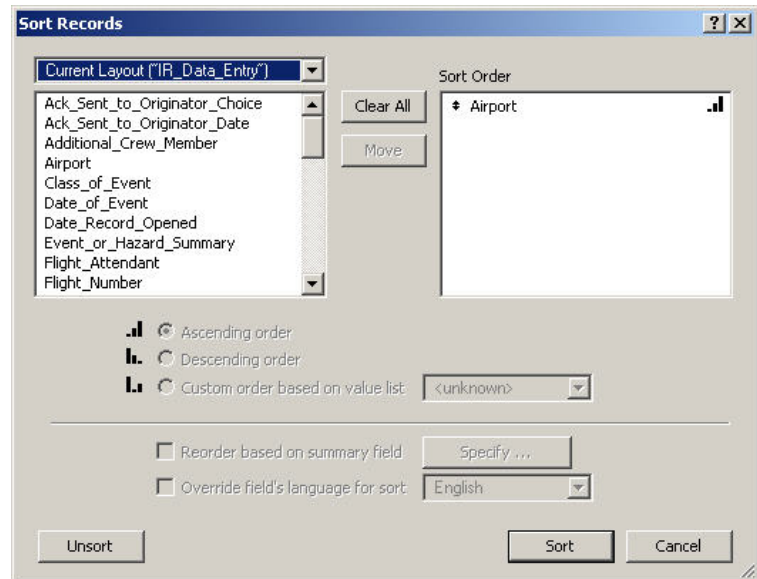 Sort Records
Current Layout ("IR_Data_Entry")
Ack_Sent_to_Originator_Choice
Ack_Sent_to_Originator_Date
Additional_Crew_Member
Airport
Class_of_Event
Date_of_Event
Date_Record_Opened
Event_or_Hazard_Summary
Flight_Attendant
Flight_Number
Clear All
Move
Sort Order
Airport
Ascending order
Descending order
Custom order based on value list
<unknown>
Reorder based on summary field
Specify ...
Override field's language for sort
English
Unsort
Sort
Cancel